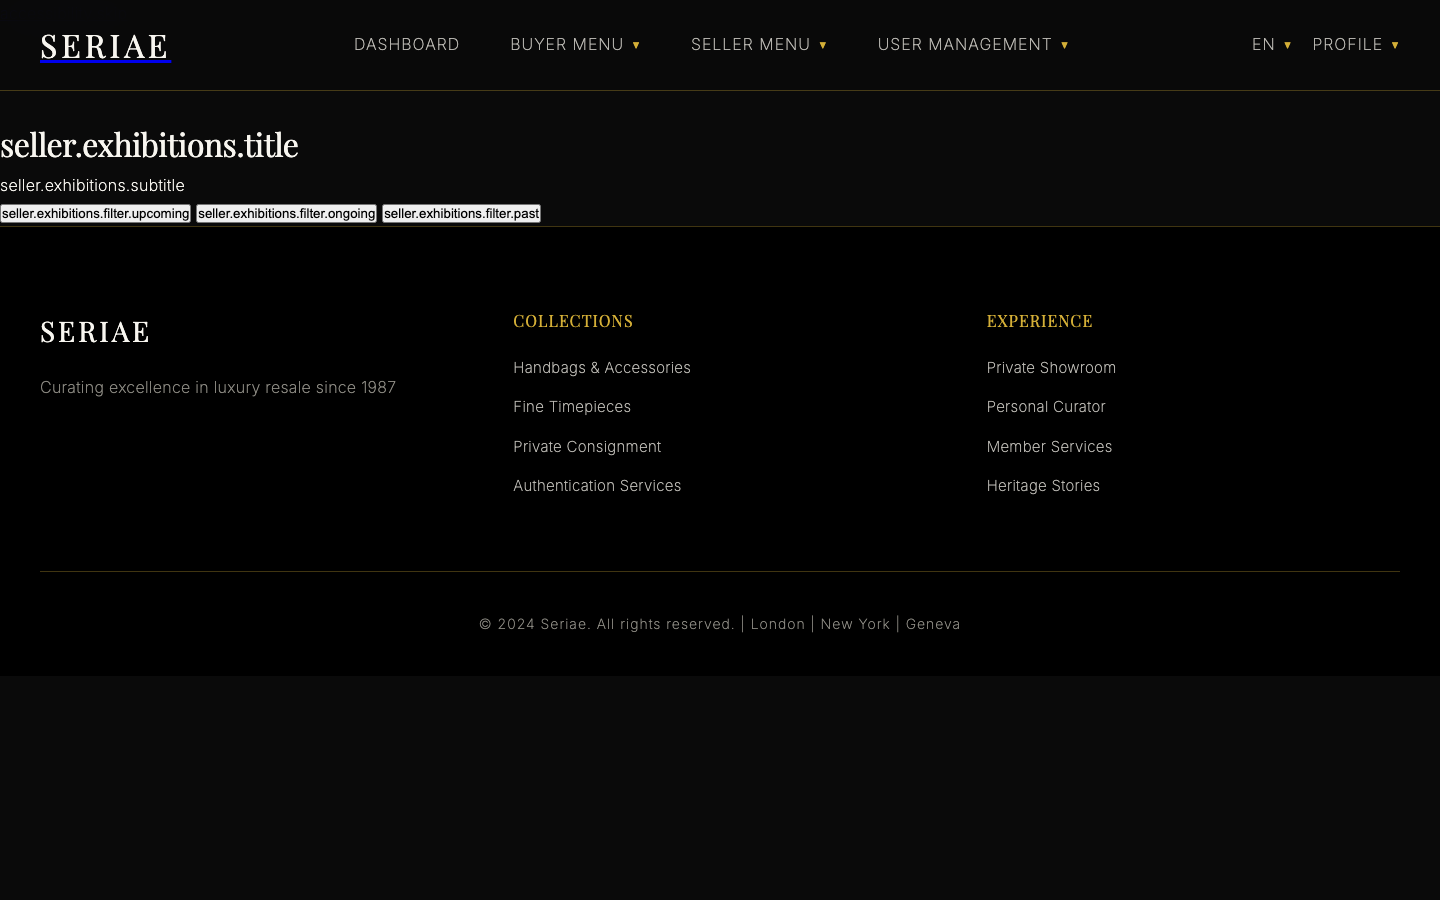 SERIAE
DASHBOARD
BUYER MENU ▼
SELLER MENU ▼
USER MANAGEMENT ▼
EN ▼
PROFILE ▼
seller.exhibitions.title
seller.exhibitions.subtitle
seller.exhibitions.filter.upcoming seller.exhibitions.filter.ongoing seller.exhibitions.filter.past
SERIAE
Curating excellence in luxury resale since 1987
COLLECTIONS
Handbags & Accessories
Fine Timepieces
Private Consignment
Authentication Services
EXPERIENCE
Private Showroom
Personal Curator
Member Services
Heritage Stories
© 2024 Seriae. All rights reserved. | London | New York | Geneva